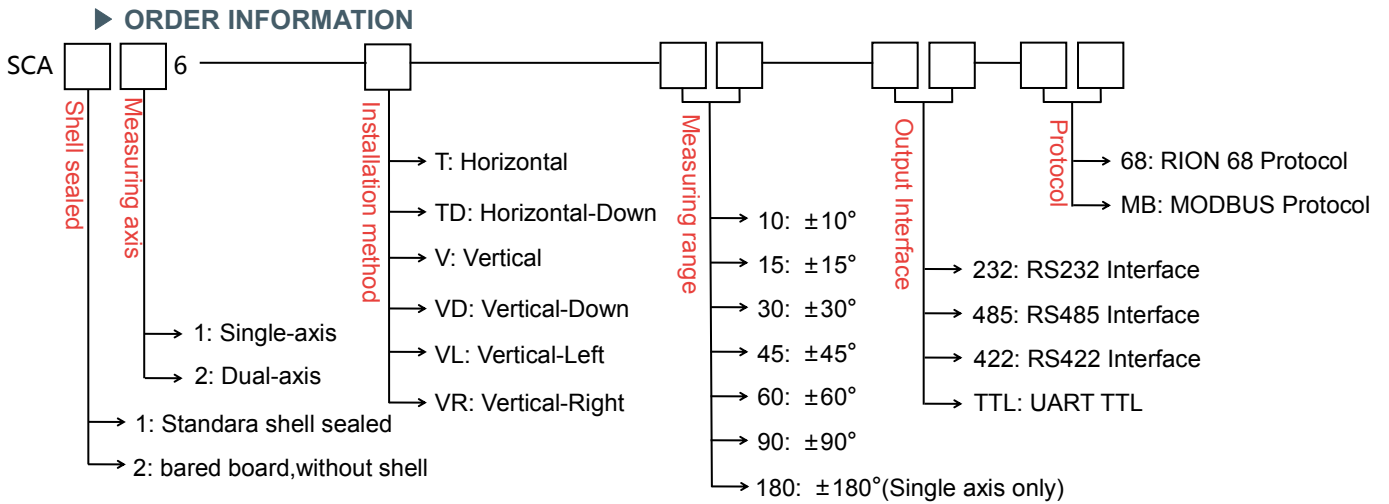 ORDER INFORMATION
SCA 6
Shell sealed
1: Standara shell sealed
2: bared board,without shell
Measuring axis
1: Single-axis
2: Dual-axis
Installation method
T: Horizontal
TD: Horizontal-Down
V: Vertical
VD: Vertical-Down
VL: Vertical-Left
VR: Vertical-Right
Measuring range
10: ±10°
15: ±15°
30: ±30°
45: ±45°
60: ±60°
90: ±90°
180: ±180°(Single axis only)
Output Interface
232: RS232 Interface
485: RS485 Interface
422: RS422 Interface
TTL: UART TTL
Protocol
68: RION 68 Protocol
MB: MODBUS Protocol